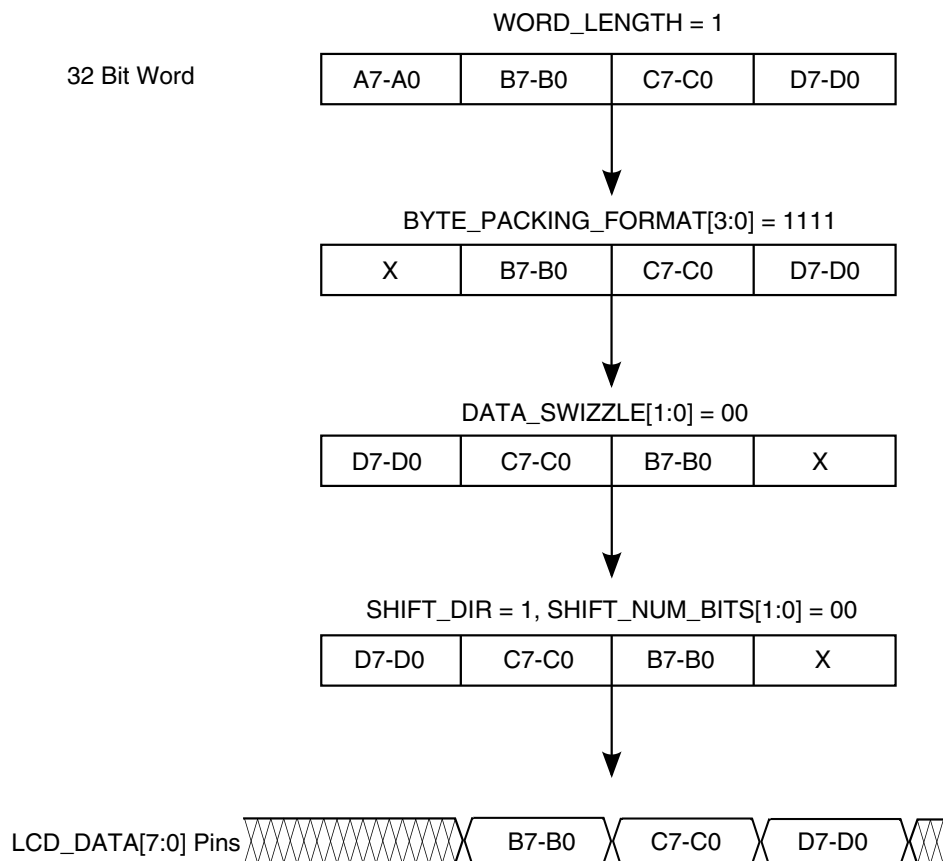 WORD_LENGTH = 1
32 Bit Word
A7-A0 B7-B0 C7-C0 D7-D0
BYTE_PACKING_FORMAT[3:0] = 1111
X B7-B0 C7-C0 D7-D0
DATA_SWIZZLE[1:0] = 00
D7-D0 C7-C0 B7-B0 X
SHIFT_DIR = 1, SHIFT_NUM_BITS[1:0] = 00
D7-D0 C7-C0 B7-B0 X
LCD_DATA[7:0] Pins B7-B0 C7-C0 D7-D0